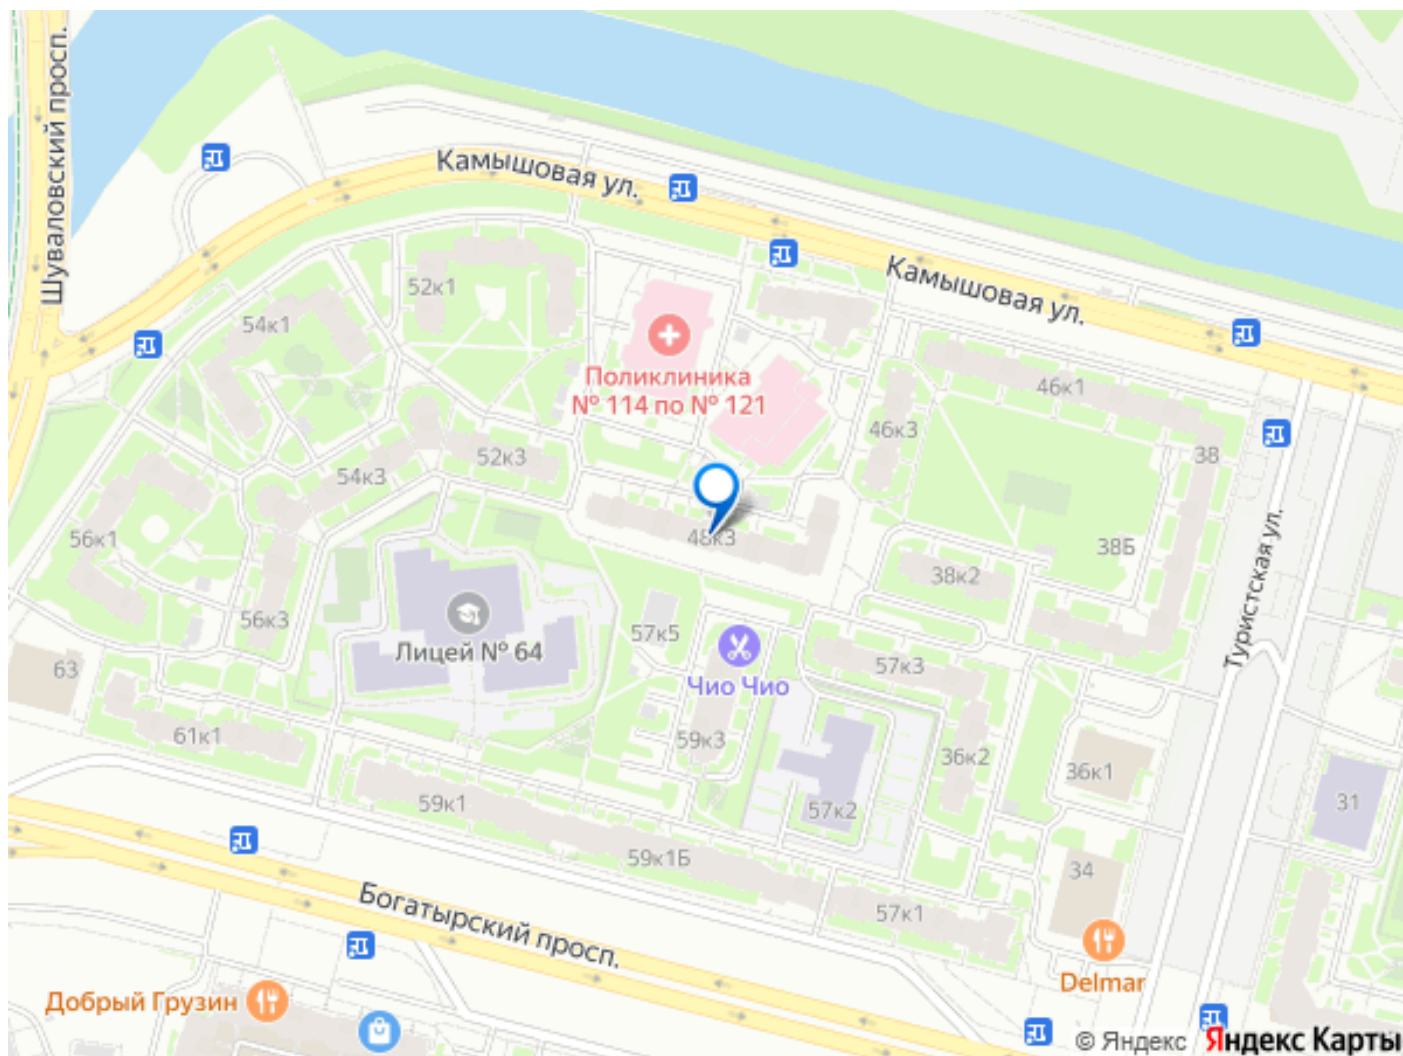 Шуваловский просп.
Камышовая ул.
Камышовая ул.
52к1
54к1
Поликлиника
№ 114 по № 121
46к1
46к3
38
52к3
54к3
48к3
56к1
38Б
38к2
56к3
57к5
Лицей № 64
Туристская ул.
57к3
63
Чио Чио
61к1
59к3
36к2
36к1
59к1
57к2
31
59к1Б
34
57к1
Богатырский просп.
Delmar
Добрый Грузин
© Яндекс Яндекс Карты